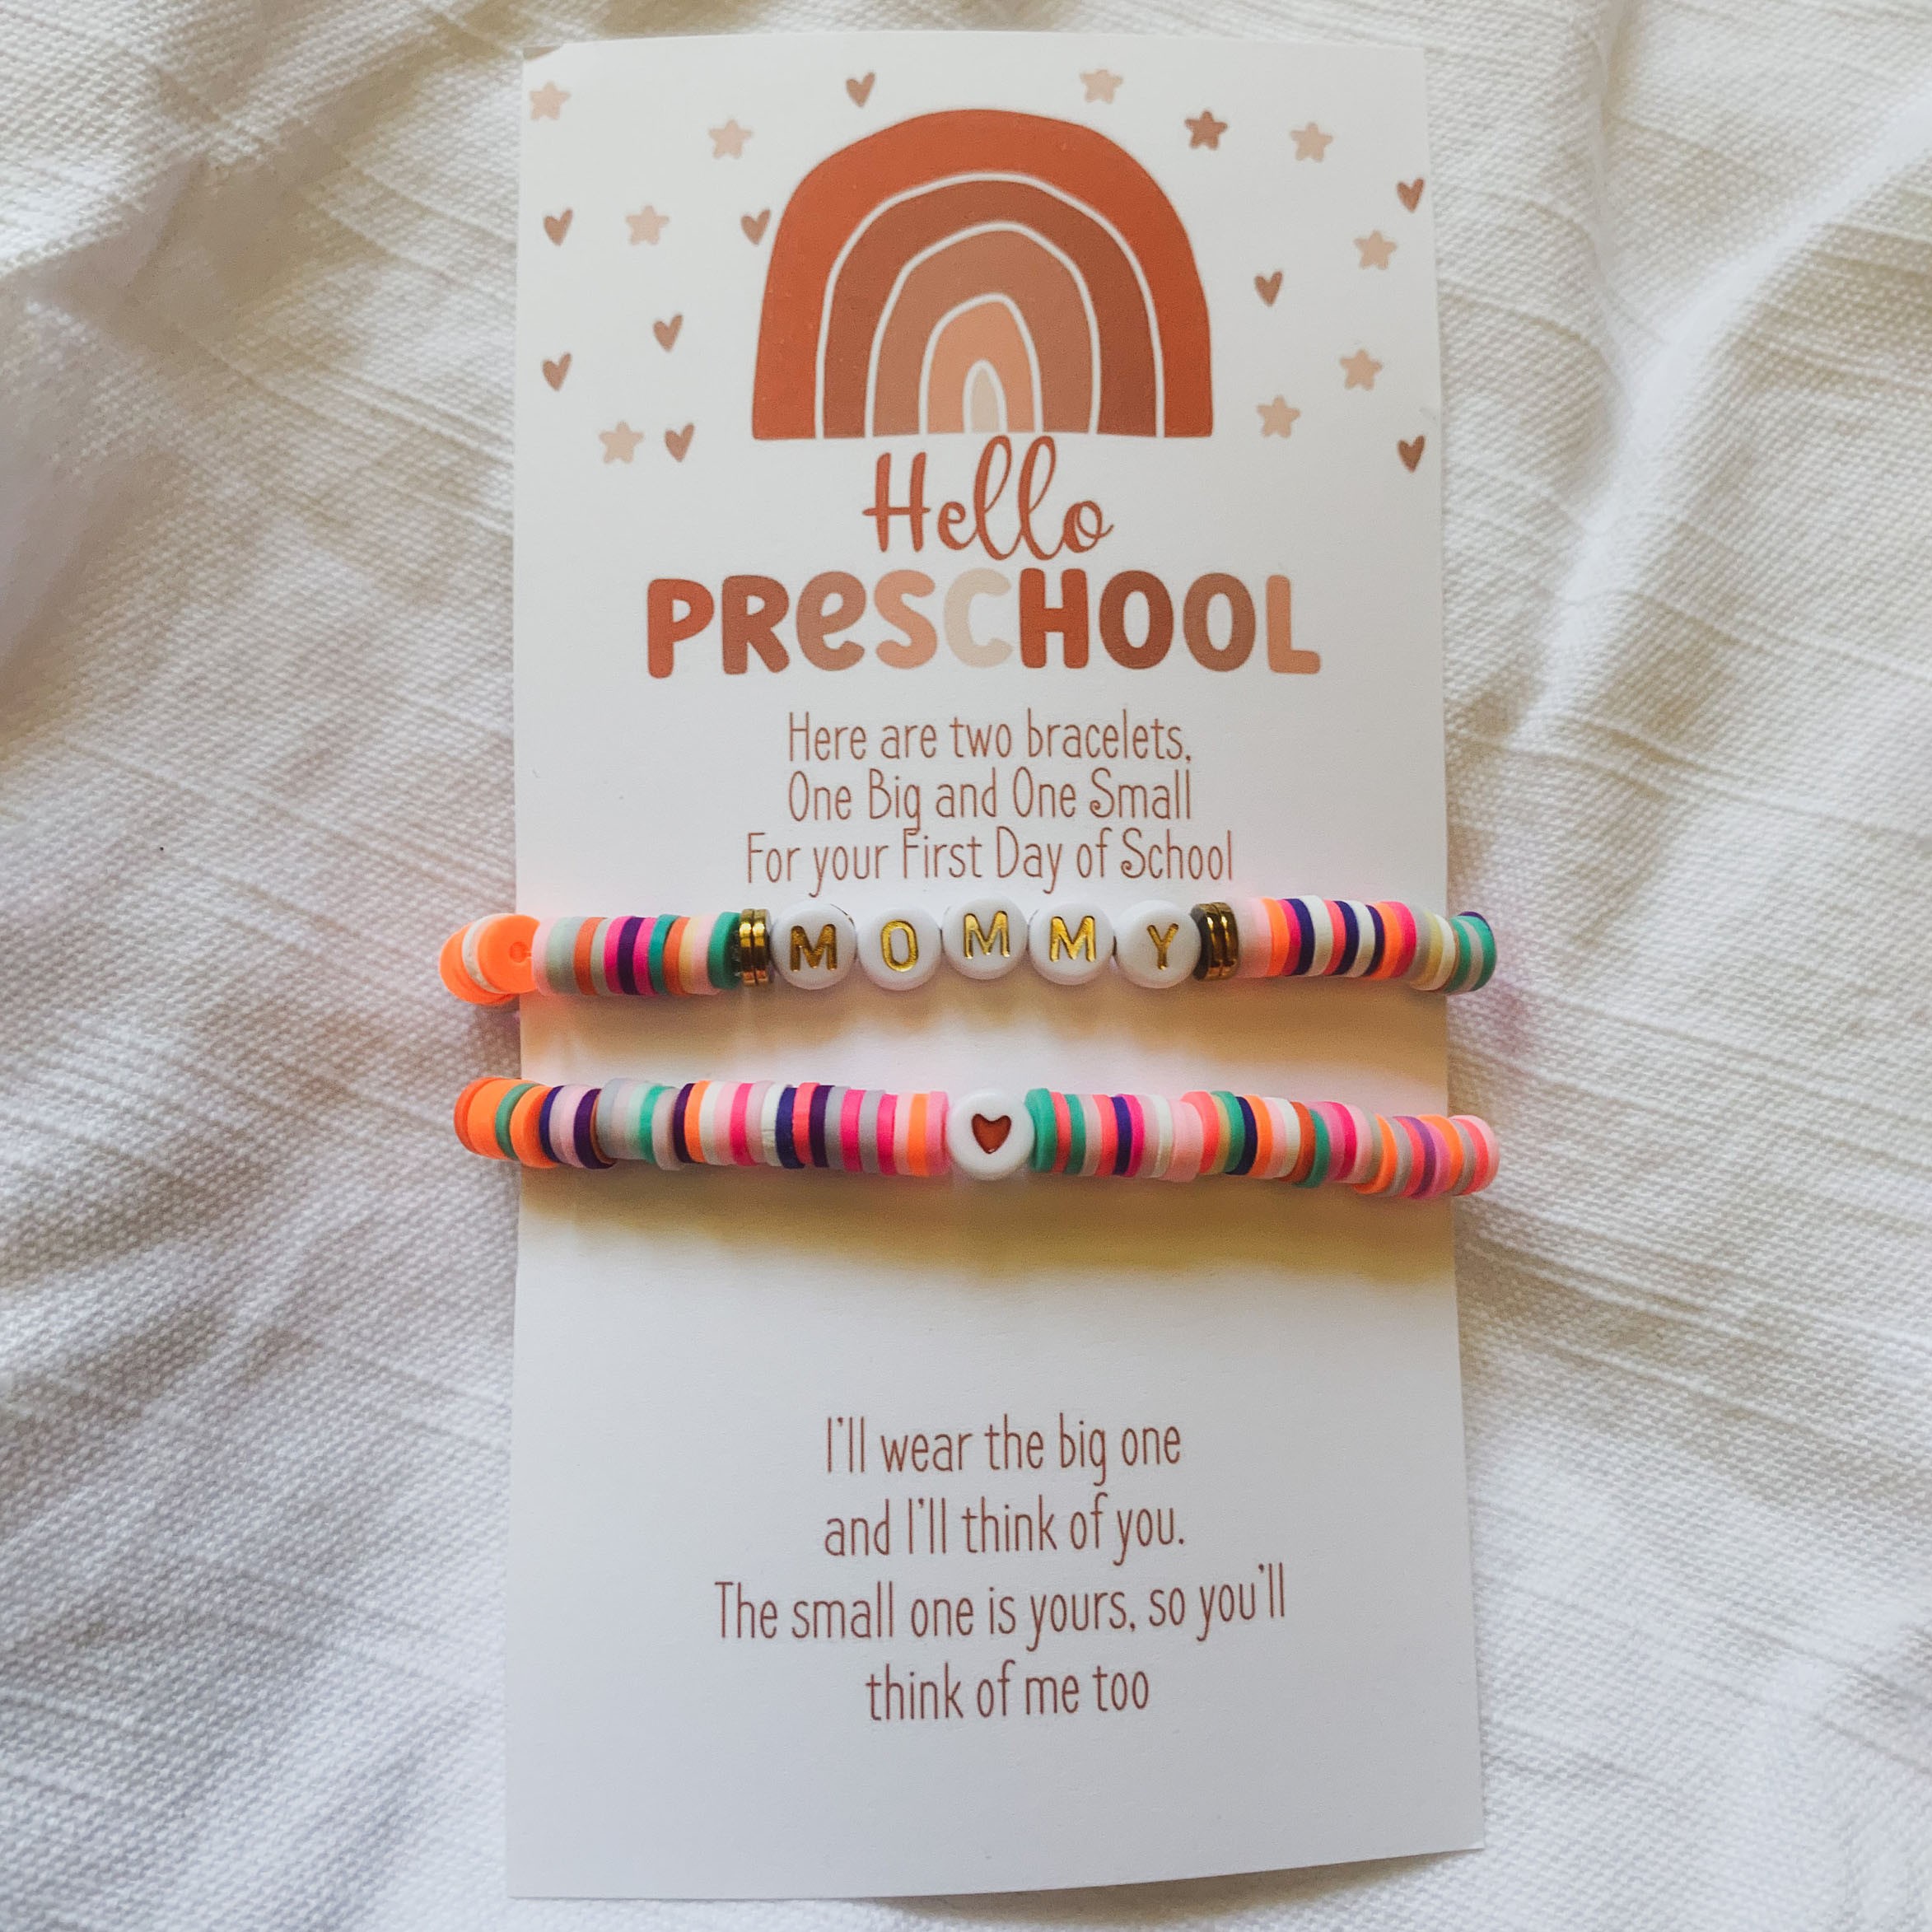 Hello
PReSCHOOL
Here are two bracelets,
One Big and One Small
For your First Day of School
MOMMY
I'll wear the big one
and I'll think of you.
The small one is yours, so you'll
think of me too